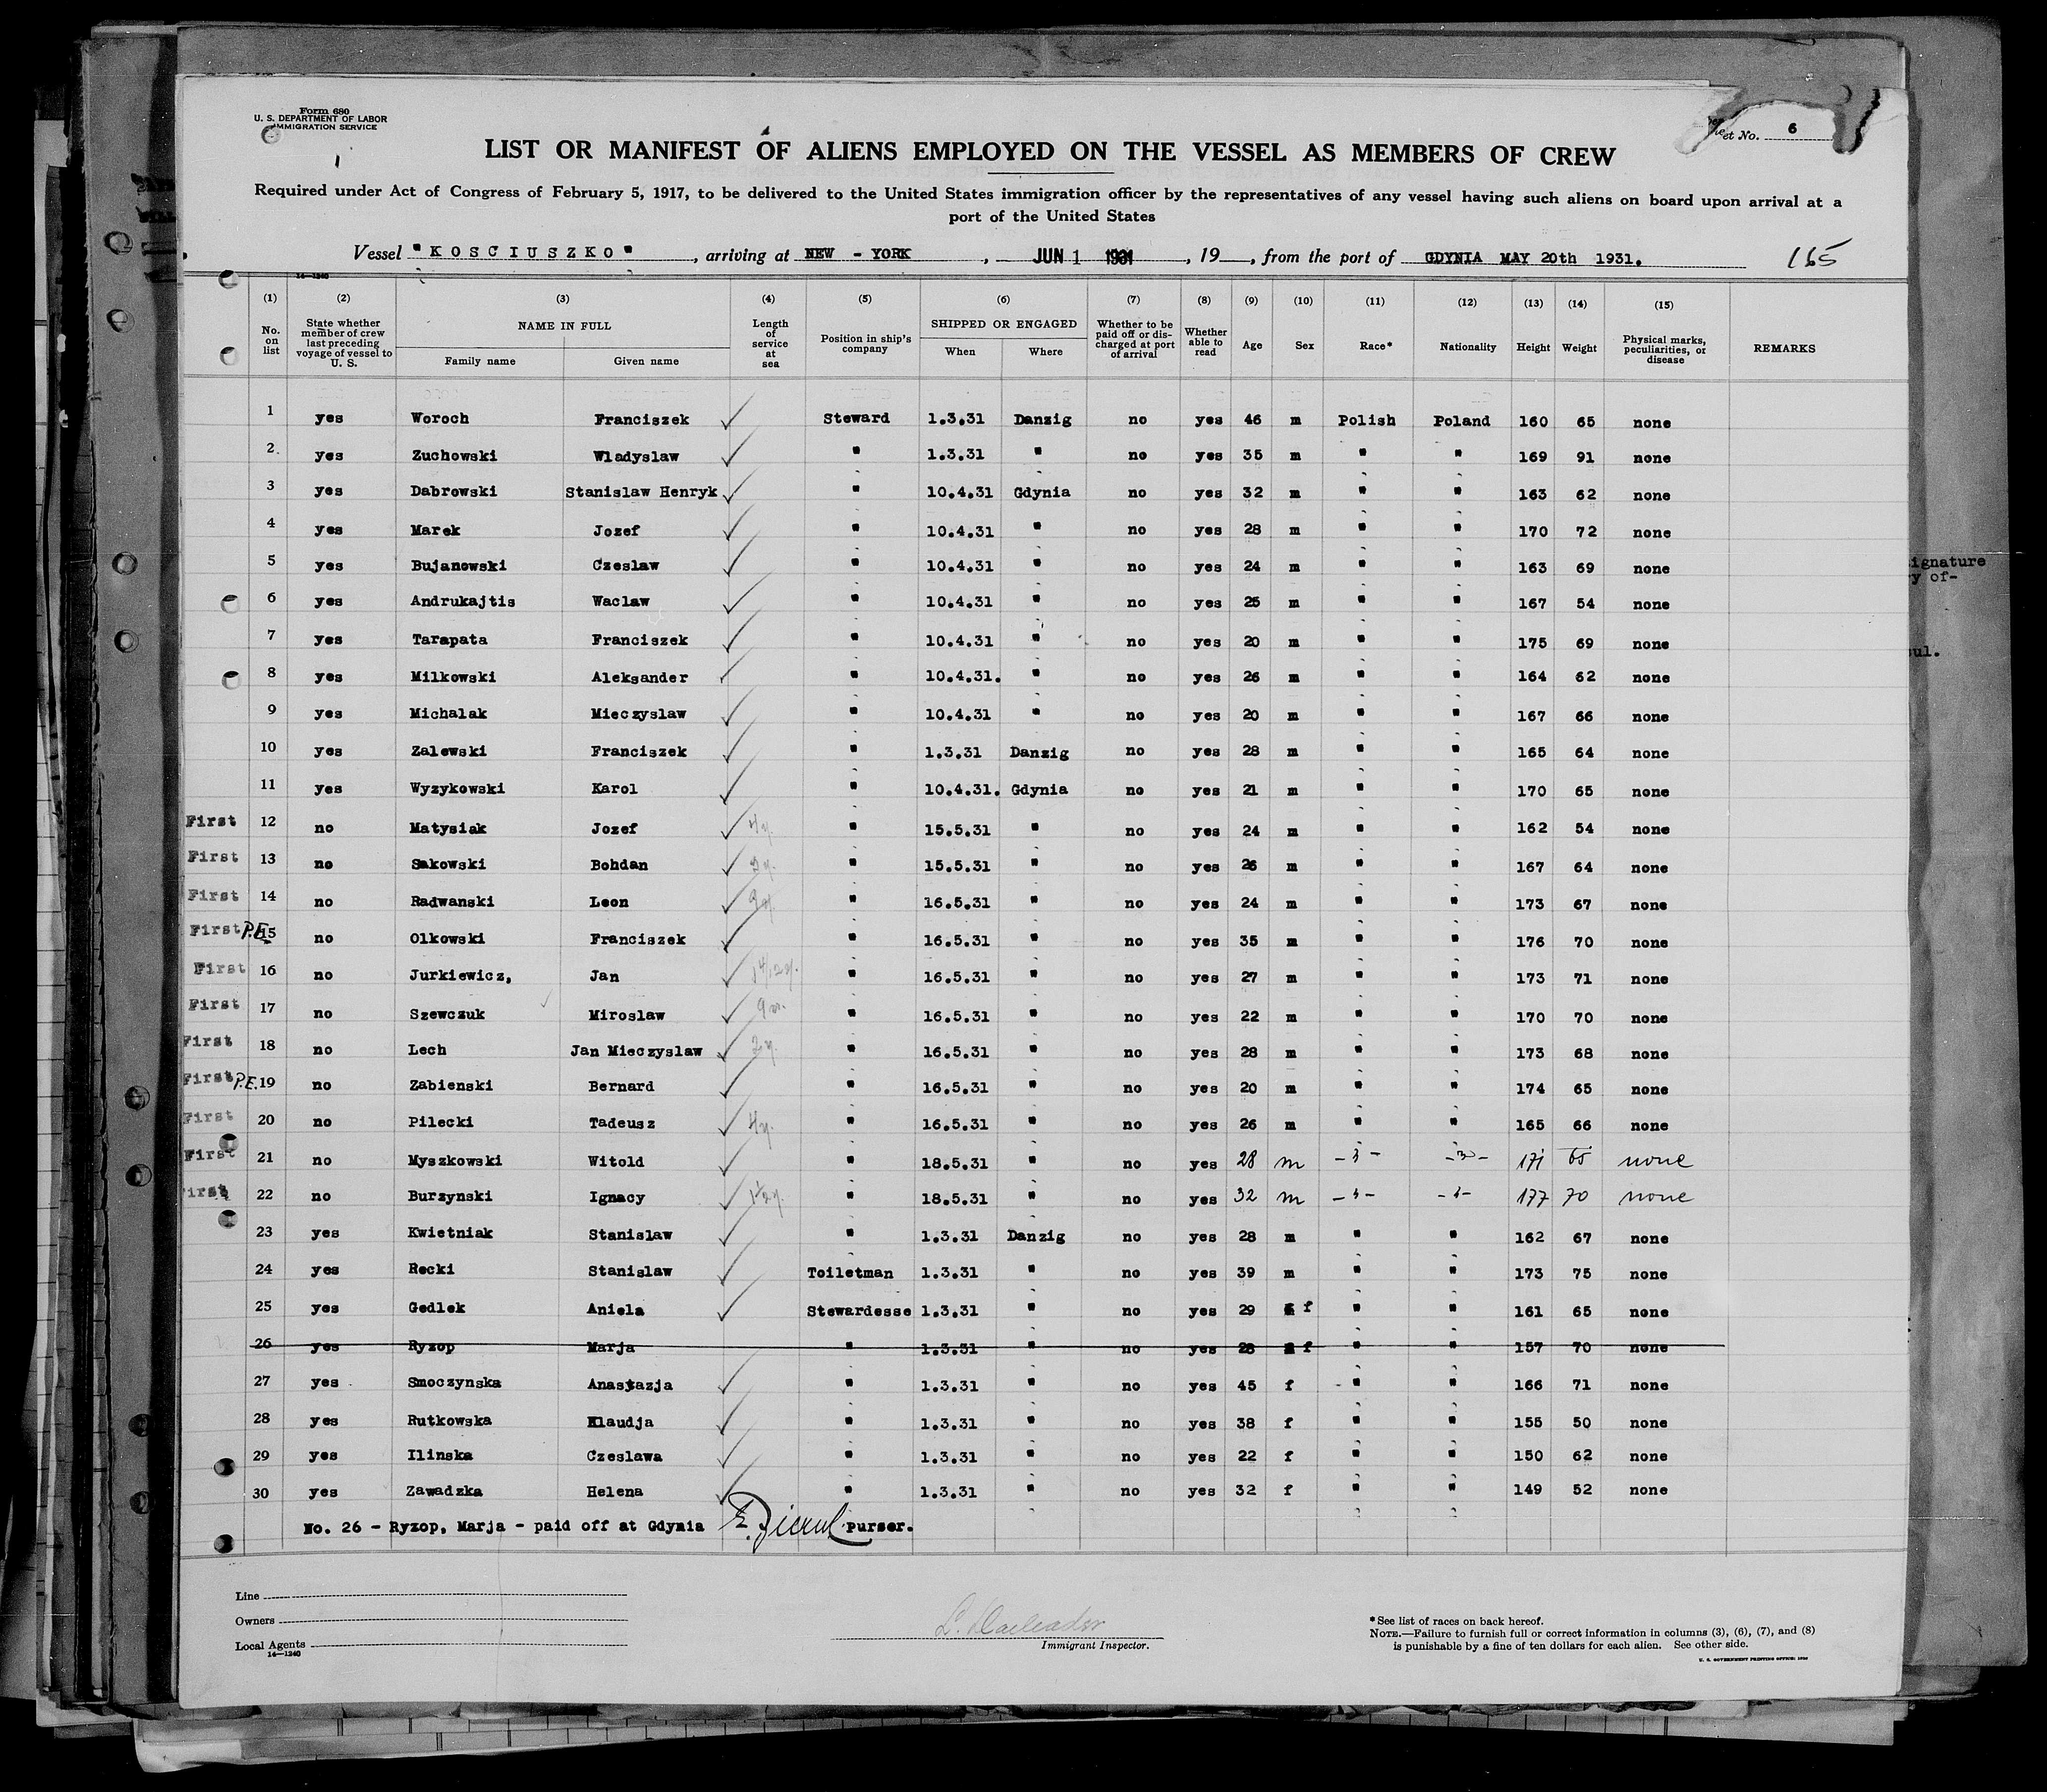 Form 680
U. S. DEPARTMENT OF LABOR
IMMIGRATION SERVICE
et No. 6
LIST OR MANIFEST OF ALIENS EMPLOYED ON THE VESSEL AS MEMBERS OF CREW
Required under Act of Congress of February 5, 1917, to be delivered to the United States immigration officer by the representatives of any vessel having such aliens on board upon arrival at a
port of the United States
Vessel "KOSCIUSZKO", arriving at NEW - YORK, JUN 1 1931, 19, from the port of GDYNIA MAY 20th 1931. 165
14—1240
(1) (2) (3) (4) (5) (6) (7) (8) (9) (10) (11) (12) (13) (14) (15)
No. on list State whether member of crew last preceding voyage of vessel to U. S. NAME IN FULL Family name Given name Length of service at sea Position in ship's company SHIPPED OR ENGAGED When Where Whether to be paid off or discharged at port of arrival Whether able to read Age Sex Race* Nationality Height Weight Physical marks, peculiarities, or disease REMARKS
1 yes Woroch Franciszek Steward 1.3.31 Danzig no yes 46 m Polish Poland 160 65 none
2 yes Zuchowski Wladyslaw " 1.3.31 " no yes 35 m " " 169 91 none
3 yes Dabrowski Stanislaw Henryk " 10.4.31 Gdynia no yes 32 m " " 163 62 none
4 yes Marek Jozef " 10.4.31 " no yes 28 m " " 170 72 none
5 yes Bujanowski Czeslaw " 10.4.31 " no yes 24 m " " 163 69 none
6 yes Andrukajtis Waclaw " 10.4.31 " no yes 25 m " " 167 54 none
7 yes Tarapata Franciszek " 10.4.31 " no yes 20 m " " 175 69 none
8 yes Milkowski Aleksander " 10.4.31. " no yes 26 m " " 164 62 none
9 yes Michalak Mieczyslaw " 10.4.31 " no yes 20 m " " 167 66 none
10 yes Zalewski Franciszek " 1.3.31 Danzig no yes 28 m " " 165 64 none
11 yes Wyzykowski Karol " 10.4.31. Gdynia no yes 21 m " " 170 65 none
First 12 no Matysiak Jozef 4y. " 15.5.31 " no yes 24 m " " 162 54 none
First 13 no Sakowski Bohdan " 15.5.31 " no yes 26 m " " 167 64 none
First 14 no Radwanski Leon " 16.5.31 " no yes 24 m " " 173 67 none
First P.E. 15 no Olkowski Franciszek " 16.5.31 " no yes 35 m " " 176 70 none
First 16 no Jurkiewicz, Jan 1 4/12 y. " 16.5.31 " no yes 27 m " " 173 71 none
First 17 no Szewczuk Miroslaw 9m. " 16.5.31 " no yes 22 m " " 170 70 none
First 18 no Lech Jan Mieczyslaw 2y. " 16.5.31 " no yes 28 m " " 173 68 none
First P.E. 19 no Zabienski Bernard " 16.5.31 " no yes 20 m " " 174 65 none
First 20 no Pilecki Tadeusz 4y. " 16.5.31 " no yes 26 m " " 165 66 none
First 21 no Myszkowski Witold " 18.5.31 " no yes 28 m -"- -"- 171 65 none
First 22 no Burzynski Ignacy 1½y. " 18.5.31 " no yes 32 m -"- -"- 177 70 none
23 yes Kwietniak Stanislaw " 1.3.31 Danzig no yes 28 m " " 162 67 none
24 yes Recki Stanislaw Toiletman 1.3.31 " no yes 39 m " " 173 75 none
25 yes Gedlek Aniela Stewardesse 1.3.31 " no yes 29 f " " 161 65 none
26 yes Ryzop Marja " 1.3.31 " no yes 28 f " " 157 70 none
27 yes Smoczynska Anastazja " 1.3.31 " no yes 45 f " " 166 71 none
28 yes Rutkowska Klaudja " 1.3.31 " no yes 38 f " " 155 50 none
29 yes Ilinska Czeslawa " 1.3.31 " no yes 22 f " " 150 62 none
30 yes Zawadzka Helena " 1.3.31 " no yes 32 f " " 149 52 none
No. 26 - Ryzop, Marja - paid off at Gdynia purser.
Line
Owners
Local Agents
14—1240
Immigrant Inspector.
*See list of races on back hereof.
NOTE.—Failure to furnish full or correct information in columns (3), (6), (7), and (8)
is punishable by a fine of ten dollars for each alien. See other side.
U. S. GOVERNMENT PRINTING OFFICE: 1930
ignature
y of-
ul.